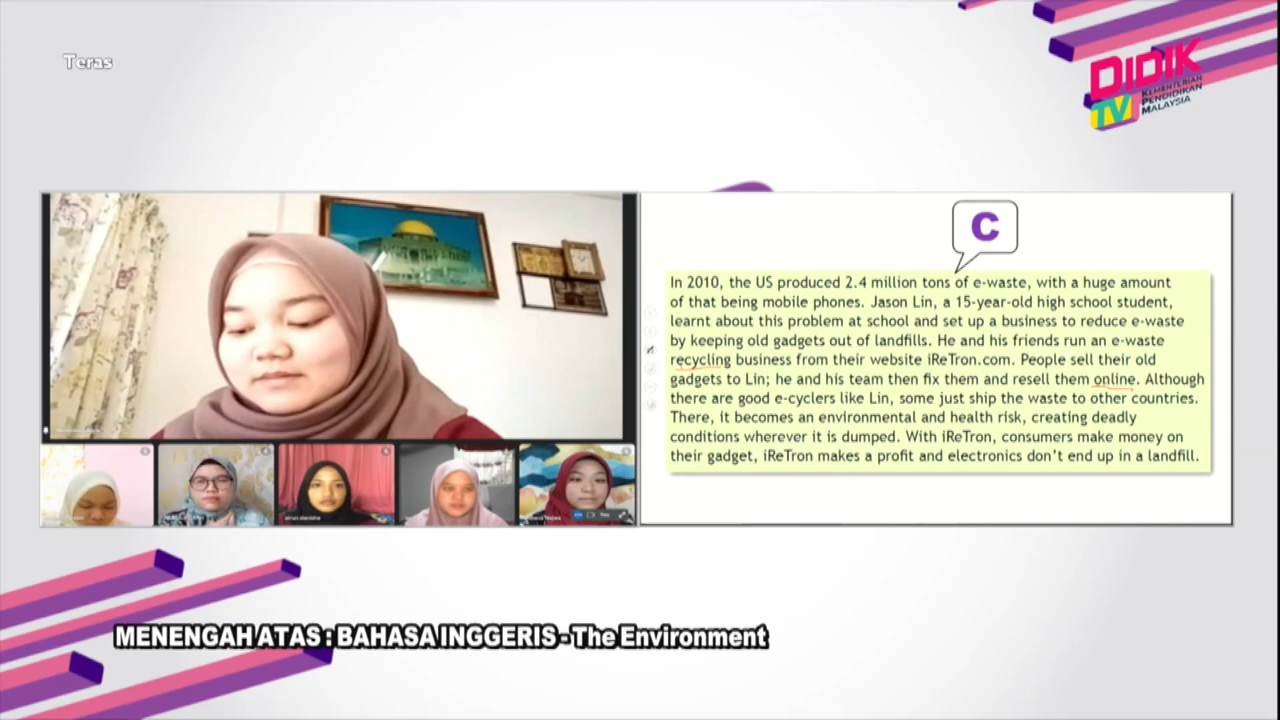 Teras
DIDIK
TV
KEMENTERIAN
PENDIDIKAN
MALAYSIA
C
In 2010, the US produced 2.4 million tons of e-waste, with a huge amount
of that being mobile phones. Jason Lin, a 15-year-old high school student,
learnt about this problem at school and set up a business to reduce e-waste
by keeping old gadgets out of landfills. He and his friends run an e-waste
recycling business from their website iReTron.com. People sell their old
gadgets to Lin; he and his team then fix them and resell them online. Although
there are good e-cyclers like Lin, some just ship the waste to other countries.
There, it becomes an environmental and health risk, creating deadly
conditions wherever it is dumped. With iReTron, consumers make money on
their gadget, iReTron makes a profit and electronics don't end up in a landfill.
MENENGAH ATAS : BAHASA INGGERIS - The Environment